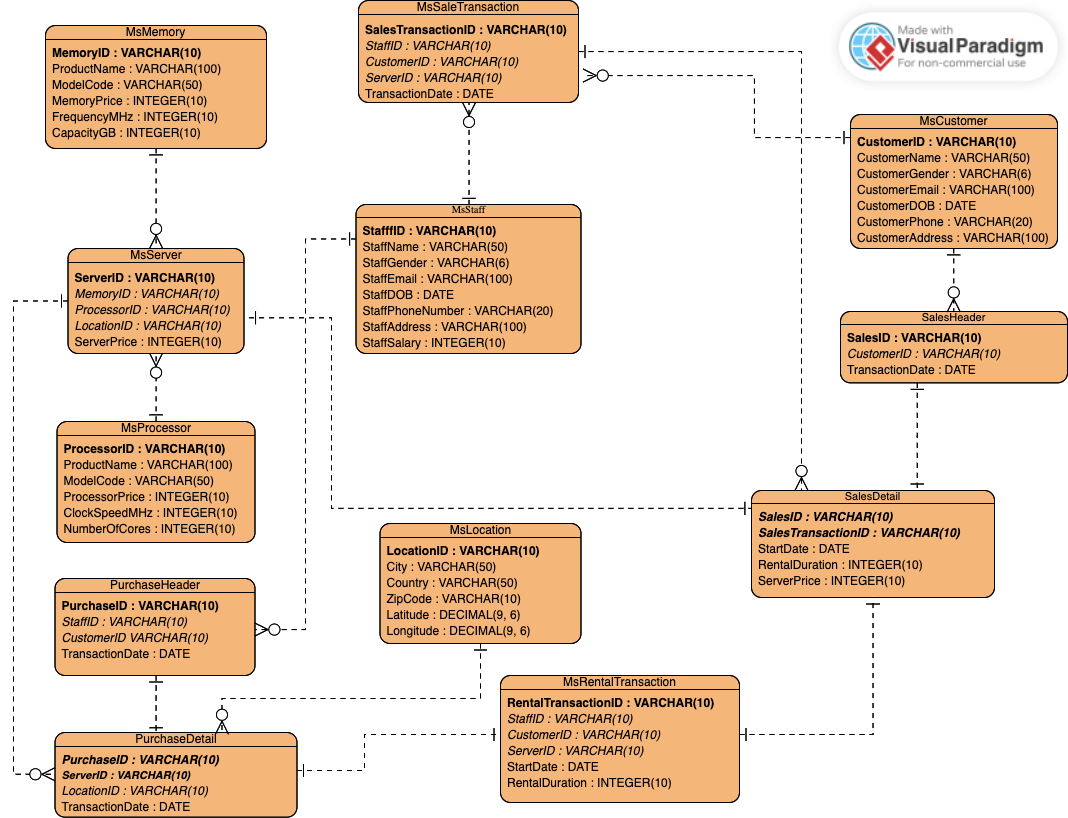 MsMemory
MemoryID : VARCHAR(10)
ProductName : VARCHAR(100)
ModelCode : VARCHAR(50)
MemoryPrice : INTEGER(10)
FrequencyMHz : INTEGER(10)
CapacityGB : INTEGER(10)
MsSaleTransaction
SalesTransactionID : VARCHAR(10)
StaffID : VARCHAR(10)
CustomerID : VARCHAR(10)
ServerID : VARCHAR(10)
TransactionDate : DATE
Made with
Visual Paradigm
For non-commercial use
MsCustomer
CustomerID : VARCHAR(10)
CustomerName : VARCHAR(50)
CustomerGender : VARCHAR(6)
CustomerEmail : VARCHAR(100)
CustomerDOB : DATE
CustomerPhone : VARCHAR(20)
CustomerAddress : VARCHAR(100)
MsStaff
StafffID : VARCHAR(10)
StaffName : VARCHAR(50)
StaffGender : VARCHAR(6)
StaffEmail : VARCHAR(100)
StaffDOB : DATE
StaffPhoneNumber : VARCHAR(20)
StaffAddress : VARCHAR(100)
StaffSalary : INTEGER(10)
MsServer
ServerID : VARCHAR(10)
MemoryID : VARCHAR(10)
ProcessorID : VARCHAR(10)
LocationID : VARCHAR(10)
ServerPrice : INTEGER(10)
SalesHeader
SalesID : VARCHAR(10)
CustomerID : VARCHAR(10)
TransactionDate : DATE
MsProcessor
ProcessorID : VARCHAR(10)
ProductName : VARCHAR(100)
ModelCode : VARCHAR(50)
ProcessorPrice : INTEGER(10)
ClockSpeedMHz : INTEGER(10)
NumberOfCores : INTEGER(10)
SalesDetail
SalesID : VARCHAR(10)
SalesTransactionID : VARCHAR(10)
StartDate : DATE
RentalDuration : INTEGER(10)
ServerPrice : INTEGER(10)
MsLocation
LocationID : VARCHAR(10)
City : VARCHAR(50)
Country : VARCHAR(50)
ZipCode : VARCHAR(10)
Latitude : DECIMAL(9, 6)
Longitude : DECIMAL(9, 6)
PurchaseHeader
PurchaseID : VARCHAR(10)
StaffID : VARCHAR(10)
CustomerID VARCHAR(10)
TransactionDate : DATE
MsRentalTransaction
RentalTransactionID : VARCHAR(10)
StaffID : VARCHAR(10)
CustomerID : VARCHAR(10)
ServerID : VARCHAR(10)
StartDate : DATE
RentalDuration : INTEGER(10)
PurchaseDetail
PurchaseID : VARCHAR(10)
ServerID : VARCHAR(10)
LocationID : VARCHAR(10)
TransactionDate : DATE